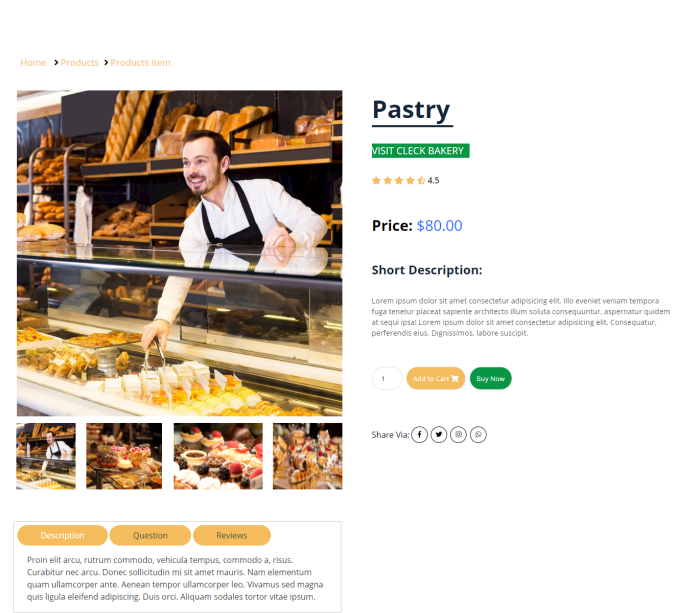 Home > Products > Products Item
Pastry
VISIT CLECK BAKERY
4.5
Price: $80.00
Short Description:
Lorem ipsum dolor sit amet consectetur adipisicing elit. Illo eveniet veniam tempora
fuga tenetur placeat sapiente architecto illum soluta consequuntur, aspernatur quidem
at sequi ipsa! Lorem ipsum dolor sit amet consectetur adipisicing elit. Consequatur,
perferendis eius. Dignissimos, labore suscipit.
1 Add to Cart Buy Now
Share Via:
Description Question Reviews
Proin elit arcu, rutrum commodo, vehicula tempus, commodo a, risus.
Curabitur nec arcu. Donec sollicitudin mi sit amet mauris. Nam elementum
quam ullamcorper ante. Aenean tempor ullamcorper leo. Vivamus sed magna
quis ligula eleifend adipiscing. Duis orci. Aliquam sodales tortor vitae ipsum.